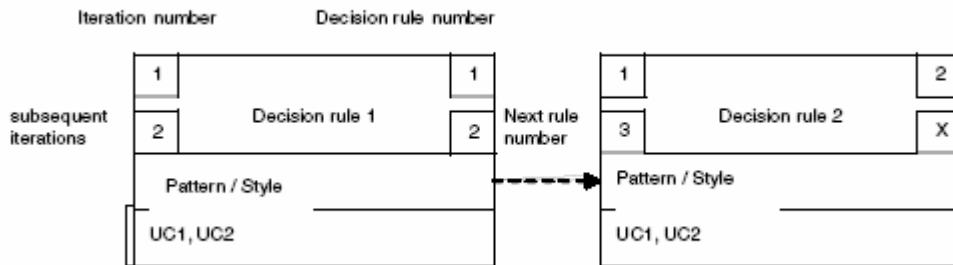 Iteration number
Decision rule number
1
1
1
2
subsequent
iterations
2
Decision rule 1
2
Next rule
number
3
Decision rule 2
X
Pattern / Style
Pattern / Style
UC1, UC2
UC1, UC2